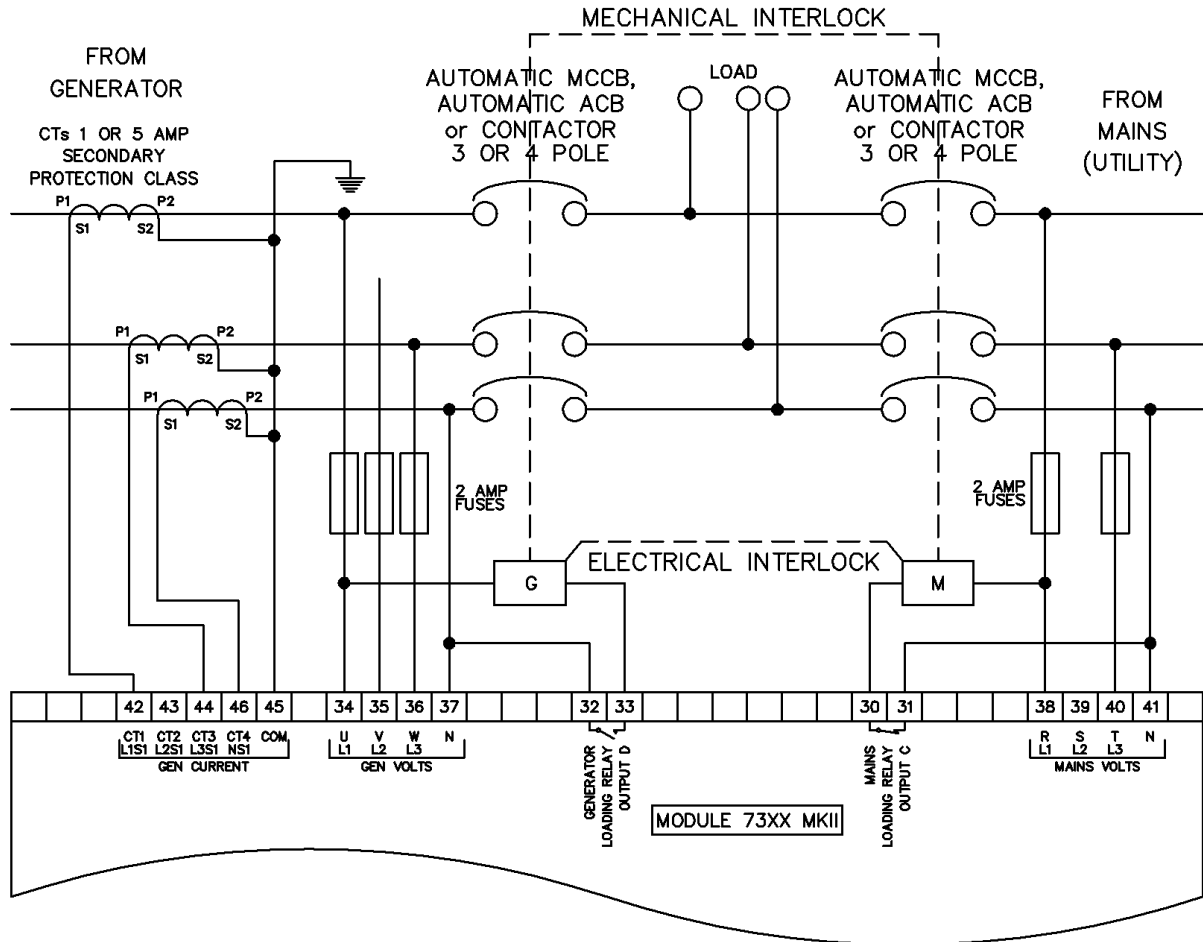 MECHANICAL INTERLOCK
FROM
GENERATOR
AUTOMATIC MCCB,
AUTOMATIC ACB
or CONTACTOR
3 OR 4 POLE
LOAD
AUTOMATIC MCCB,
AUTOMATIC ACB
or CONTACTOR
3 OR 4 POLE
FROM
MAINS
(UTILITY)
CTs 1 OR 5 AMP
SECONDARY
PROTECTION CLASS
P1 P2
S1 S2
P1 P2
S1 S2
P1 P2
S1 S2
2 AMP
FUSES
2 AMP
FUSES
ELECTRICAL INTERLOCK
G
M
42 43 44 46 45 34 35 36 37 32 33 30 31 38 39 40 41
CT1 CT2 CT3 CT4 COM
L1S1 L2S1 L3S1 NS1
GEN CURRENT
U V W N
L1 L2 L3
GEN VOLTS
GENERATOR
LOADING RELAY
OUTPUT D
MAINS
LOADING RELAY
OUTPUT C
R S T N
L1 L2 L3
MAINS VOLTS
MODULE 73XX MKII